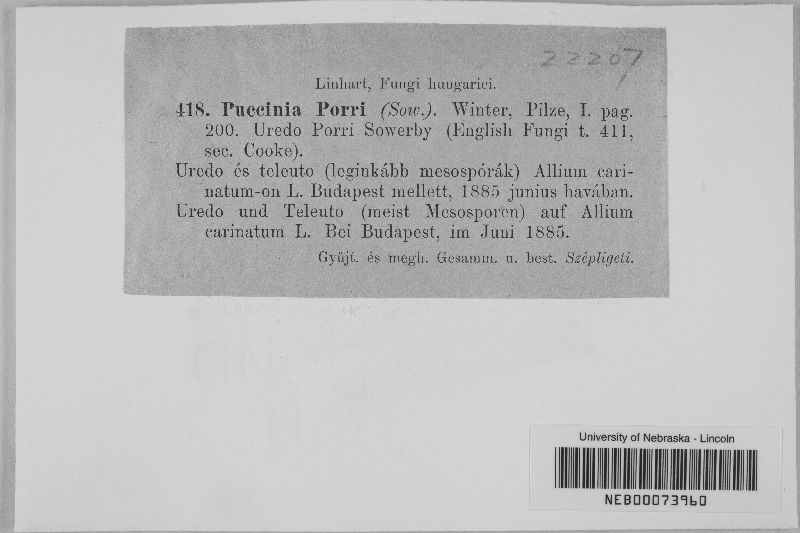 22207
Linhart, Fungi hungarici.
418. Puccinia Porri (Sow.). Winter, Pilze, I. pag.
200. Uredo Porri Sowerby (English Fungi t. 411,
sec. Cooke).
Uredo és teleuto (leginkább mesospórák) Allium cari-
natum-on L. Budapest mellett, 1885 junius havában.
Uredo und Teleuto (meist Mesosporen) auf Allium
carinatum L. Bei Budapest, im Juni 1885.
Gyüjt. és megh. Gesamm. u. best. Szépligeti.
University of Nebraska - Lincoln
NEB00073960